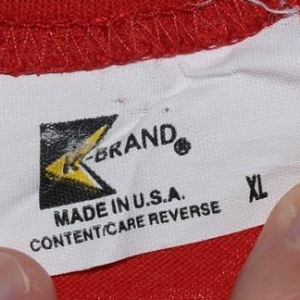 K-BRAND®
MADE IN U.S.A. XL
CONTENT/CARE REVERSE